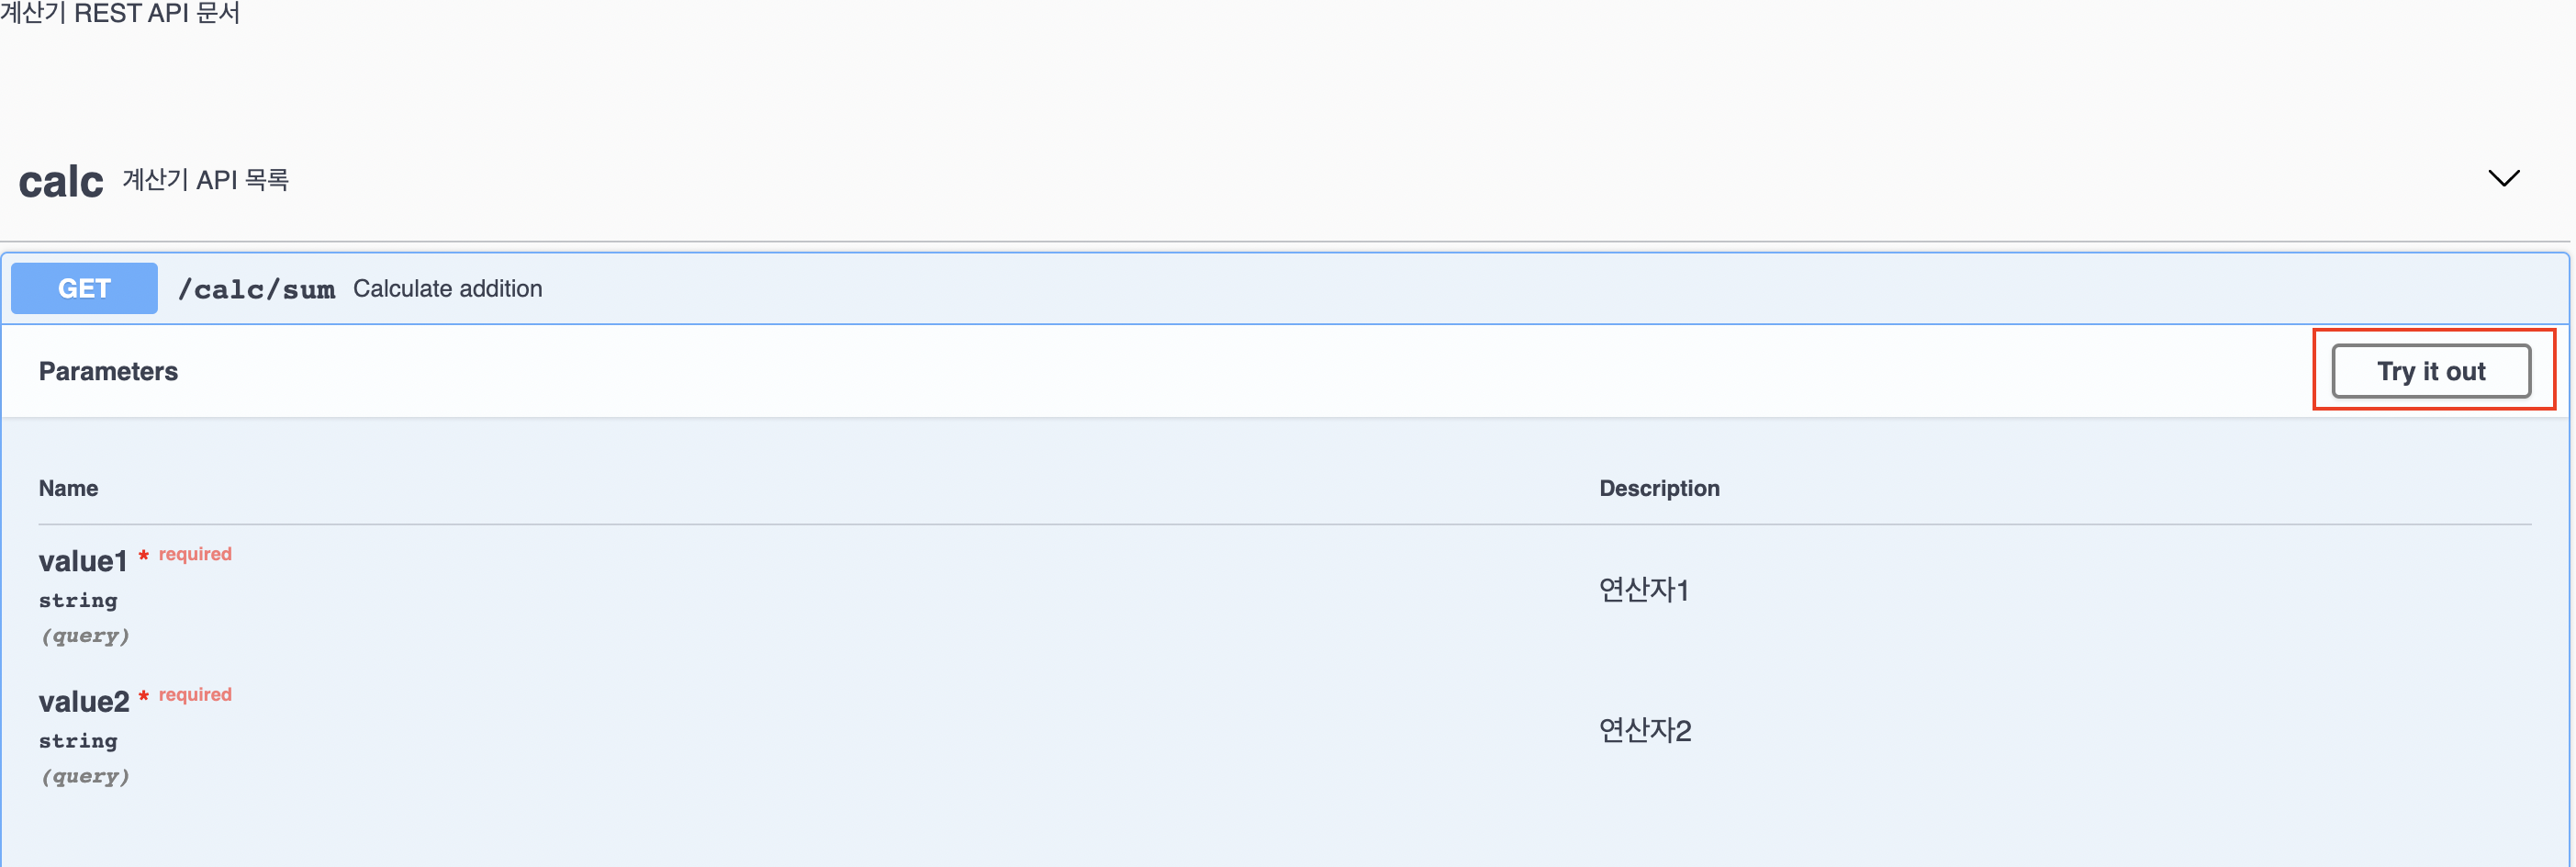 계산기 REST API 문서
calc 계산기 API 목록
GET /calc/sum Calculate addition
Parameters Try it out
Name Description
value1 * required
string
(query)
연산자1
value2 * required
string
(query)
연산자2